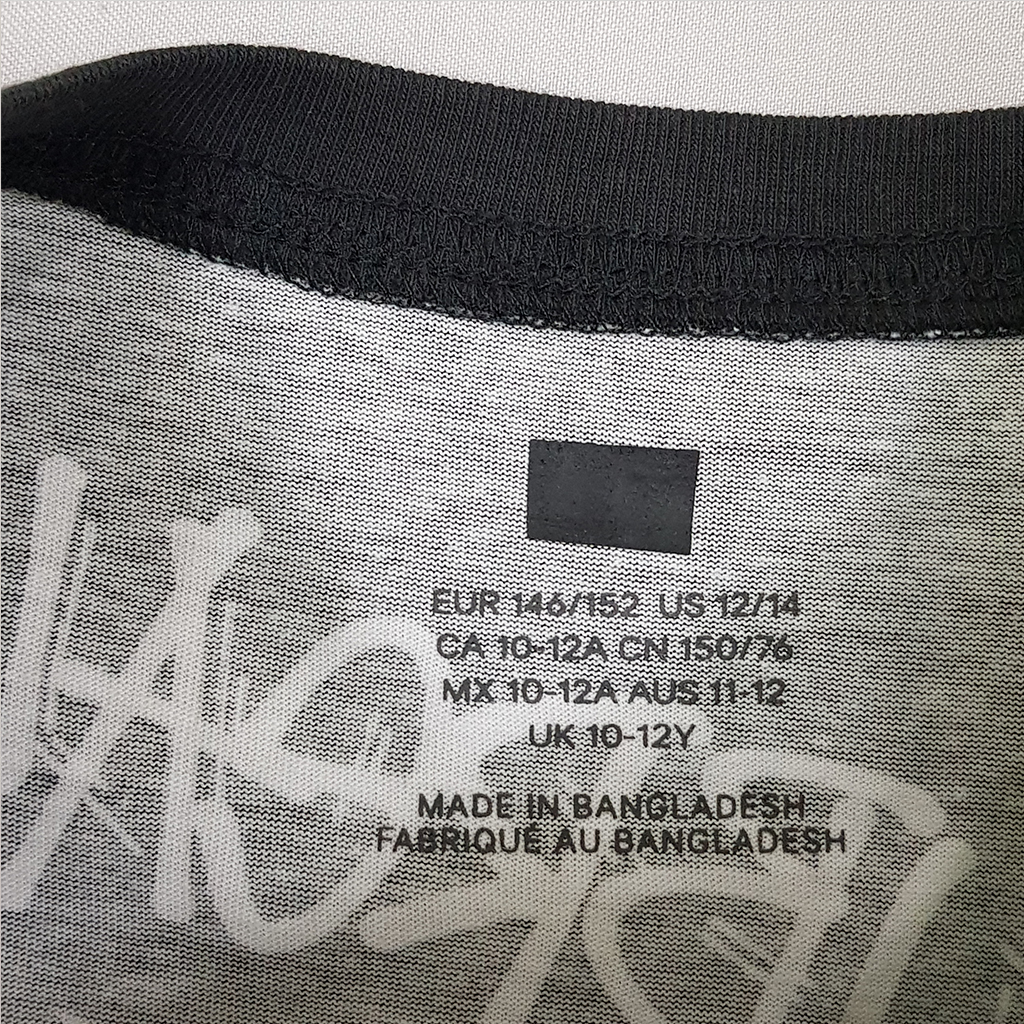 EUR 146/152 US 12/14
CA 10-12A CN 150/76
MX 10-12A AUS 11-12
UK 10-12Y
MADE IN BANGLADESH
FABRIQUÉ AU BANGLADESH